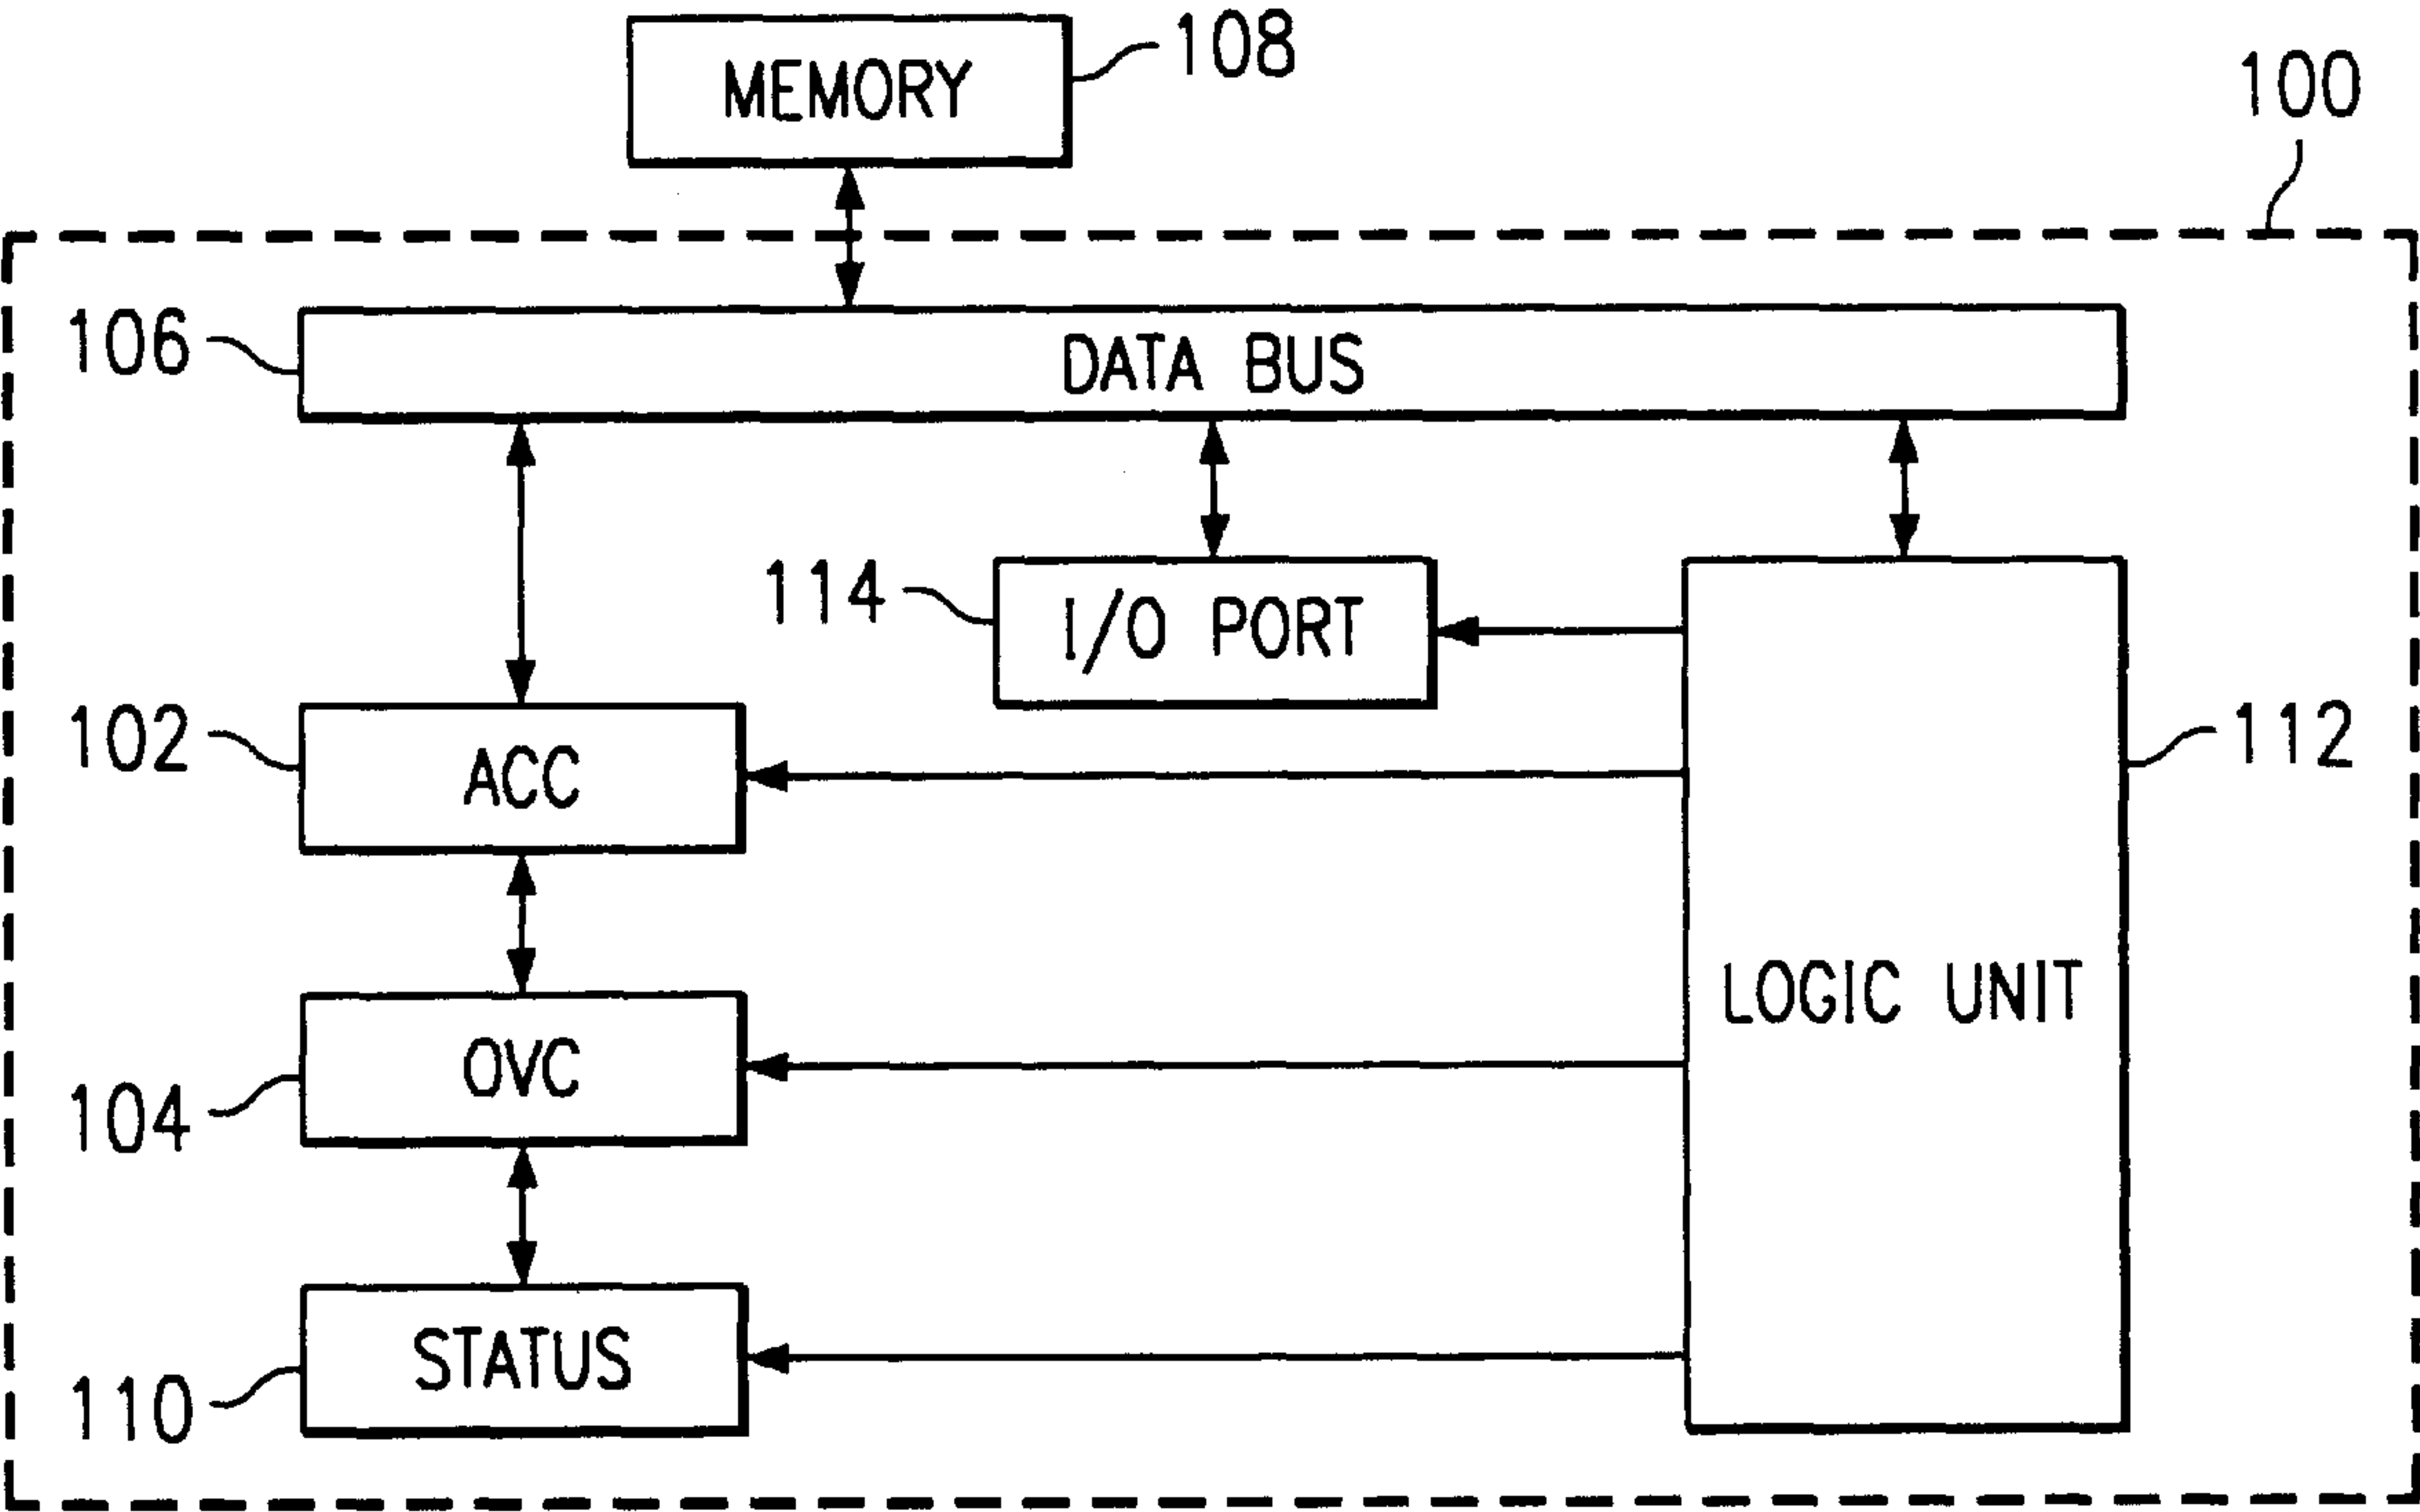 MEMORY
108
100
106
DATA BUS
114
I/O PORT
102
ACC
112
LOGIC UNIT
OVC
104
STATUS
110